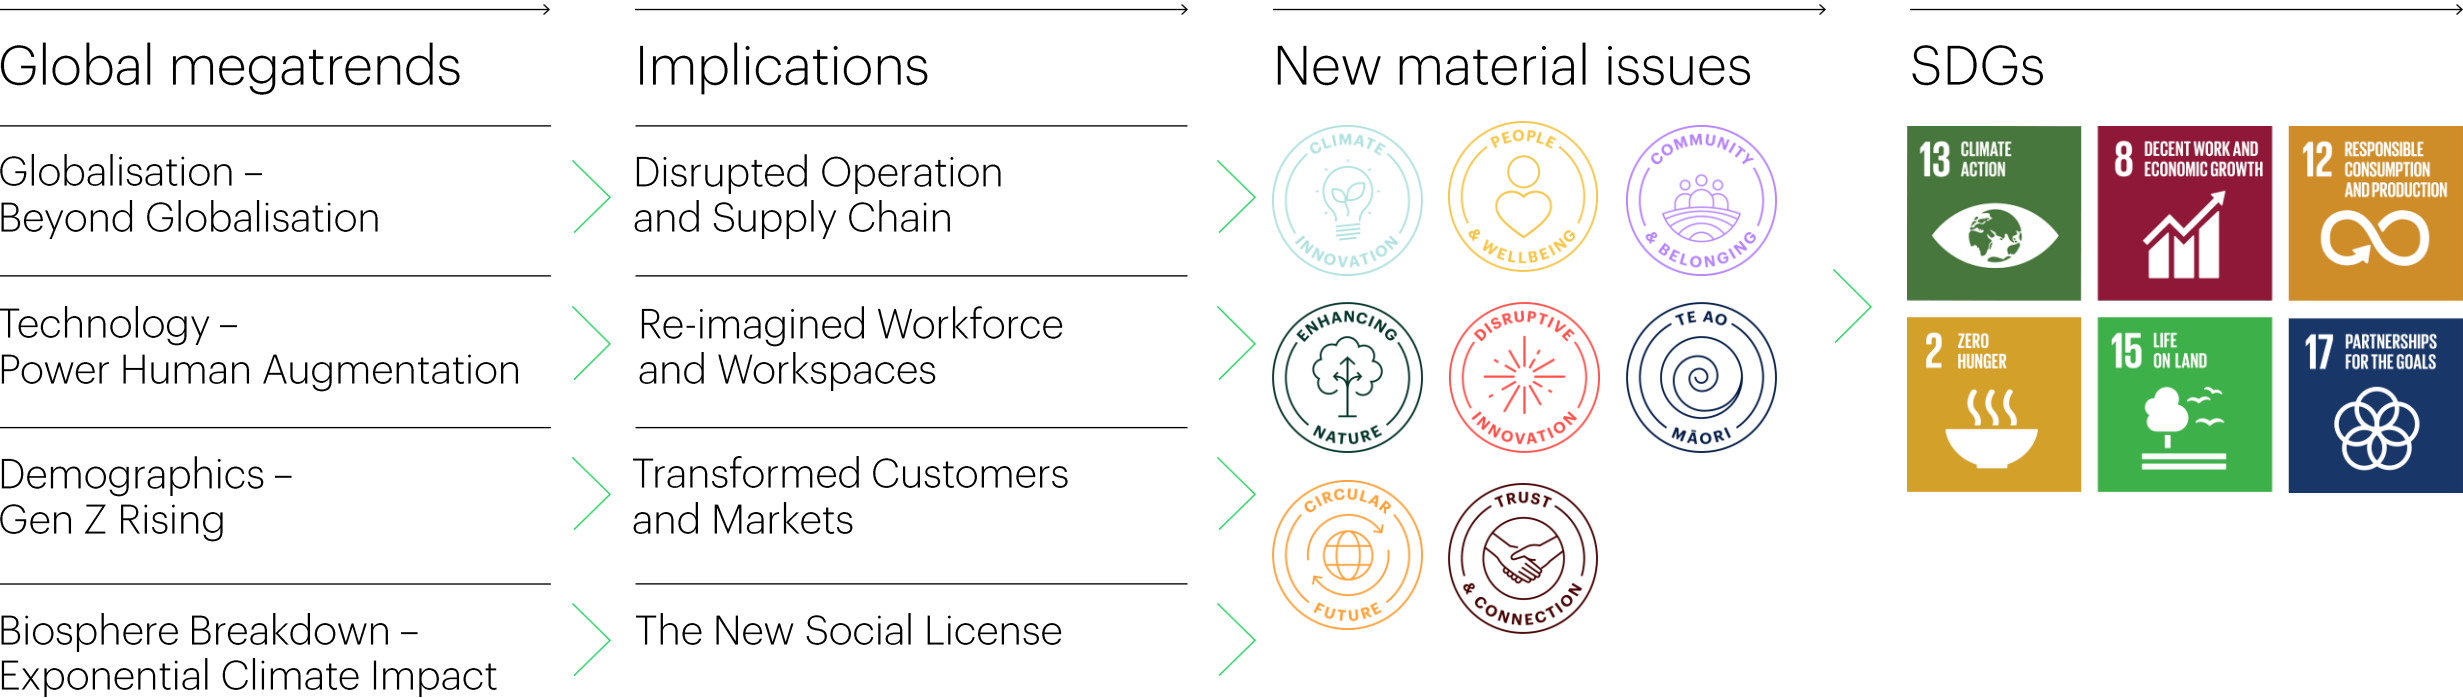 Global megatrends
Globalisation –
Beyond Globalisation
Technology –
Power Human Augmentation
Demographics –
Gen Z Rising
Biosphere Breakdown –
Exponential Climate Impact
Implications
Disrupted Operation
and Supply Chain
Re-imagined Workforce
and Workspaces
Transformed Customers
and Markets
The New Social License
New material issues
CLIMATE
INNOVATION
PEOPLE
& WELLBEING
COMMUNITY
& BELONGING
ENHANCING
NATURE
DISRUPTIVE
INNOVATION
TE AO
MĀORI
CIRCULAR
FUTURE
TRUST
& CONNECTION
SDGs
13 CLIMATE
ACTION
8 DECENT WORK AND
ECONOMIC GROWTH
12 RESPONSIBLE
CONSUMPTION
AND PRODUCTION
2 ZERO
HUNGER
15 LIFE
ON LAND
17 PARTNERSHIPS
FOR THE GOALS